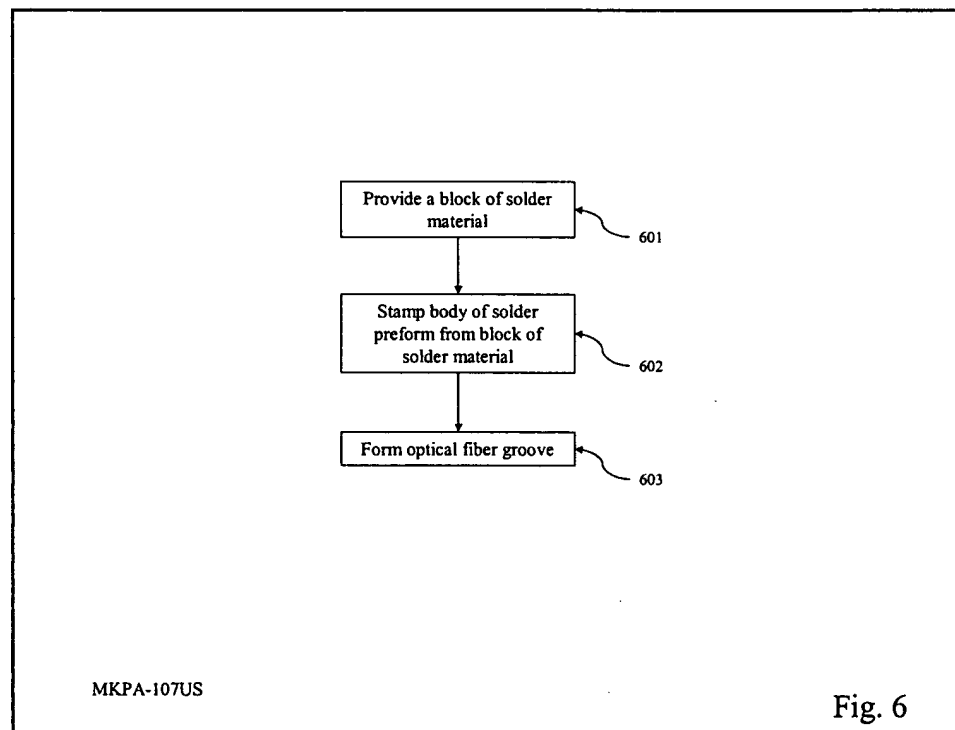 Provide a block of solder
material
601
Stamp body of solder
preform from block of
solder material
602
Form optical fiber groove
603
MKPA-107US
Fig. 6